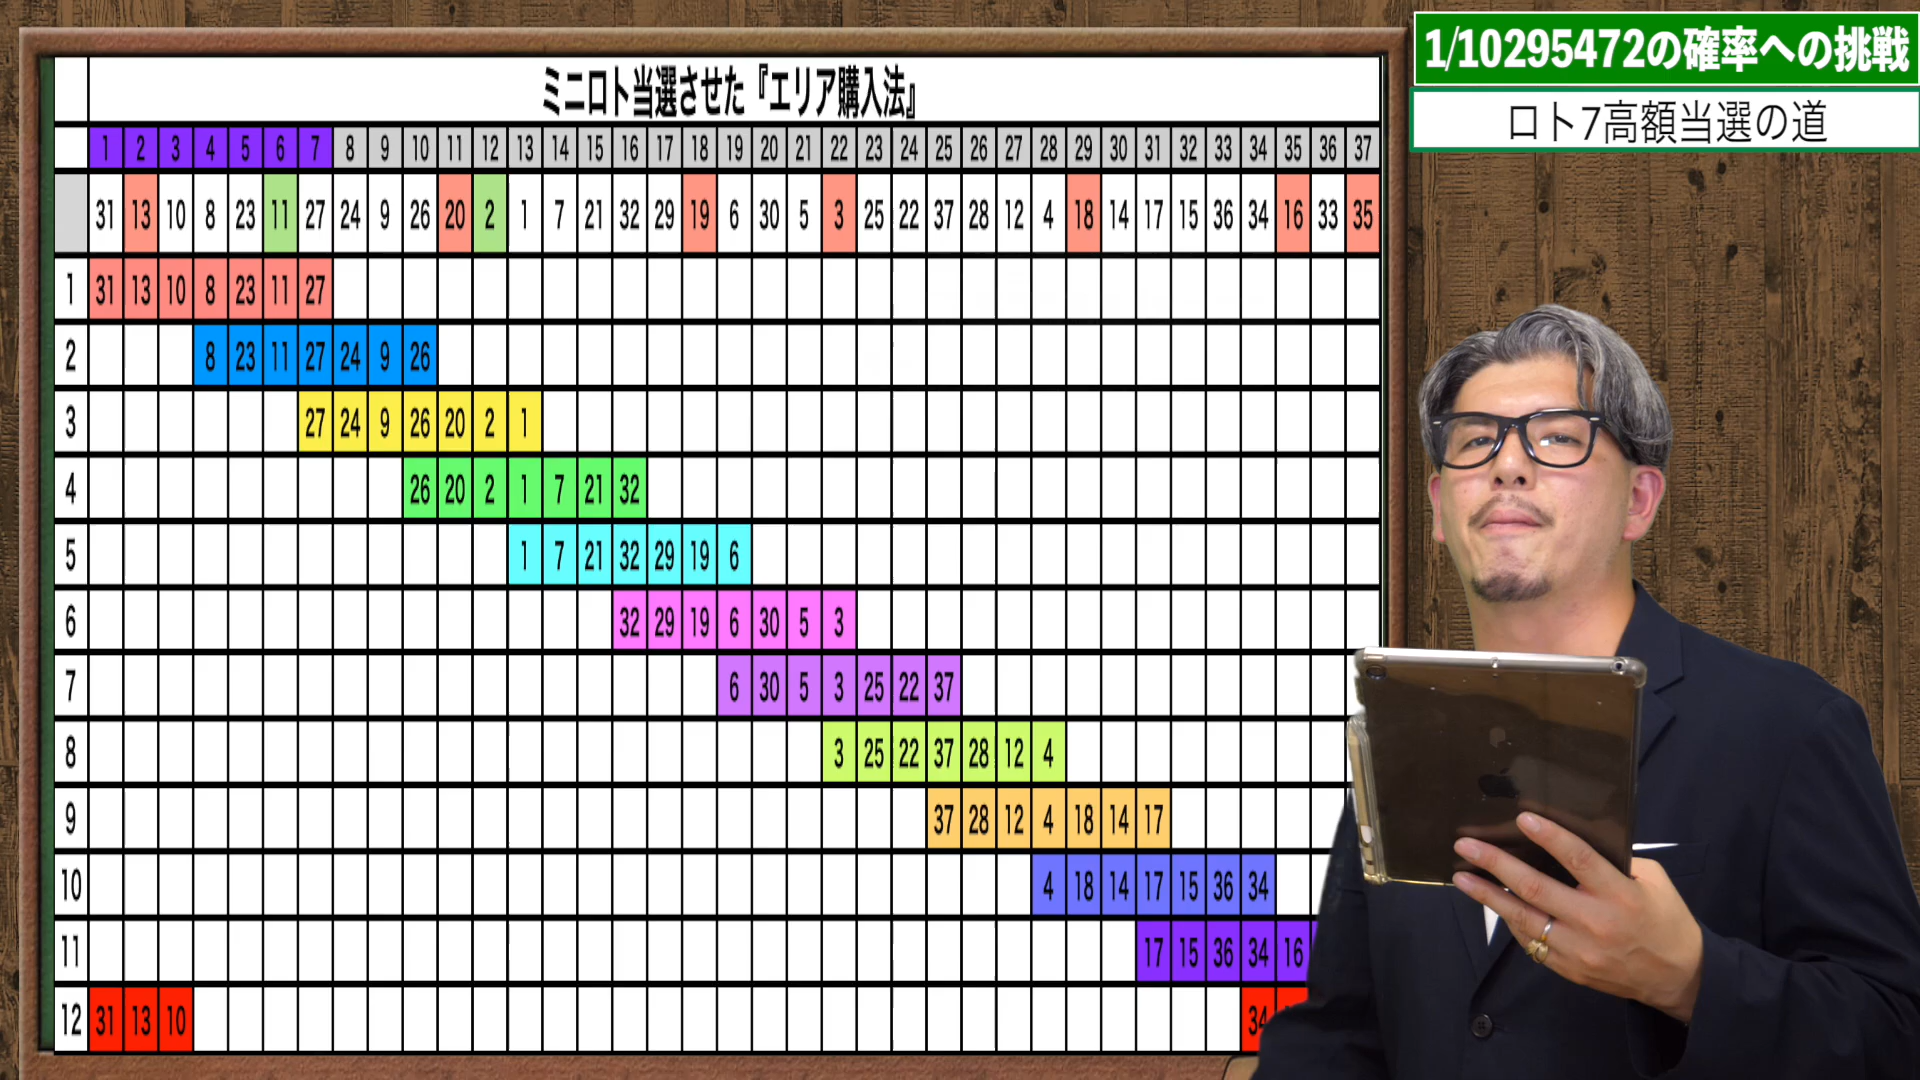 1/10295472の確率への挑戦
ロト7高額当選の道
ミニロト当選させた『エリア購入法』
1 2 3 4 5 6 7 8 9 10 11 12 13 14 15 16 17 18 19 20 21 22 23 24 25 26 27 28 29 30 31 32 33 34 35 36 37
31 13 10 8 23 11 27 24 9 26 20 2 1 7 21 32 29 19 6 30 5 3 25 22 37 28 12 4 18 14 17 15 36 34 16 33 35
1 31 13 10 8 23 11 27
2 8 23 11 27 24 9 26
3 27 24 9 26 20 2 1
4 26 20 2 1 7 21 32
5 1 7 21 32 29 19 6
6 32 29 19 6 30 5 3
7 6 30 5 3 25 22 37
8 3 25 22 37 28 12 4
9 37 28 12 4 18 14 17
10 4 18 14 17 15 36 34
11 17 15 36 34 16
12 31 13 10 34